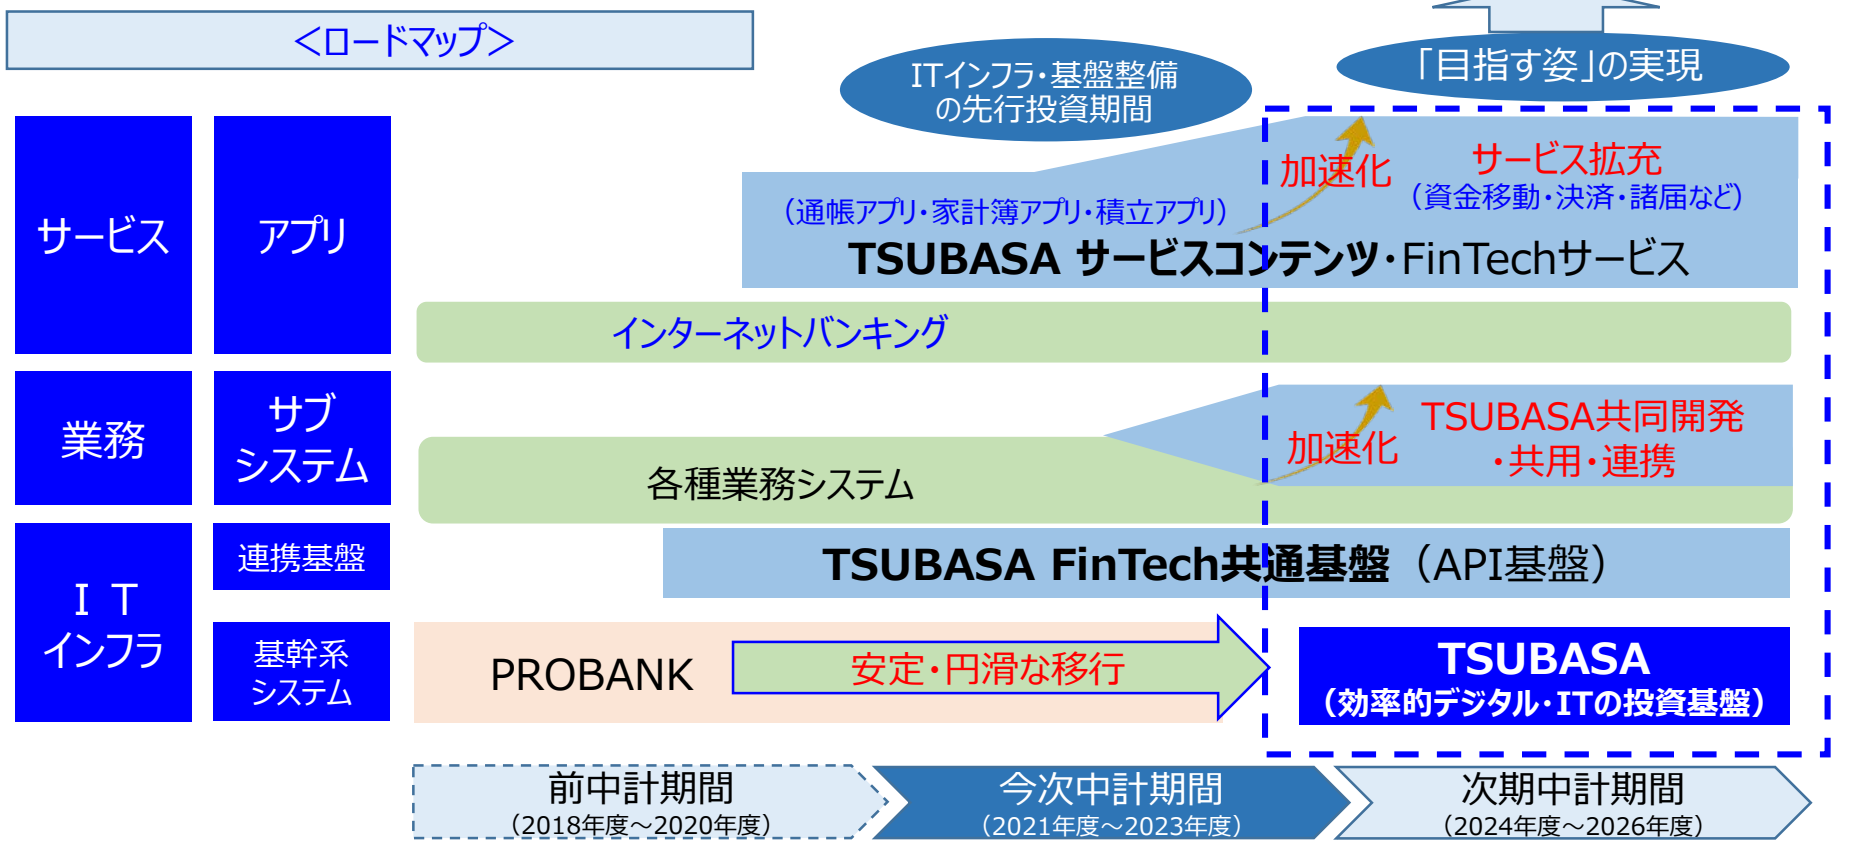 ＜ロードマップ＞
ITインフラ・基盤整備
の先行投資期間
「目指す姿」の実現
サービス
アプリ
加速化
サービス拡充
（資金移動・決済・諸届など）
（通帳アプリ・家計簿アプリ・積立アプリ）
TSUBASA サービスコンテンツ・FinTechサービス
インターネットバンキング
業務
サブ
システム
各種業務システム
加速化
TSUBASA共同開発
・共用・連携
ＩＴ
インフラ
連携基盤
TSUBASA FinTech共通基盤（API基盤）
基幹系
システム
PROBANK
安定・円滑な移行
TSUBASA
（効率的デジタル・ITの投資基盤）
前中計期間
（2018年度～2020年度）
今次中計期間
（2021年度～2023年度）
次期中計期間
（2024年度～2026年度）